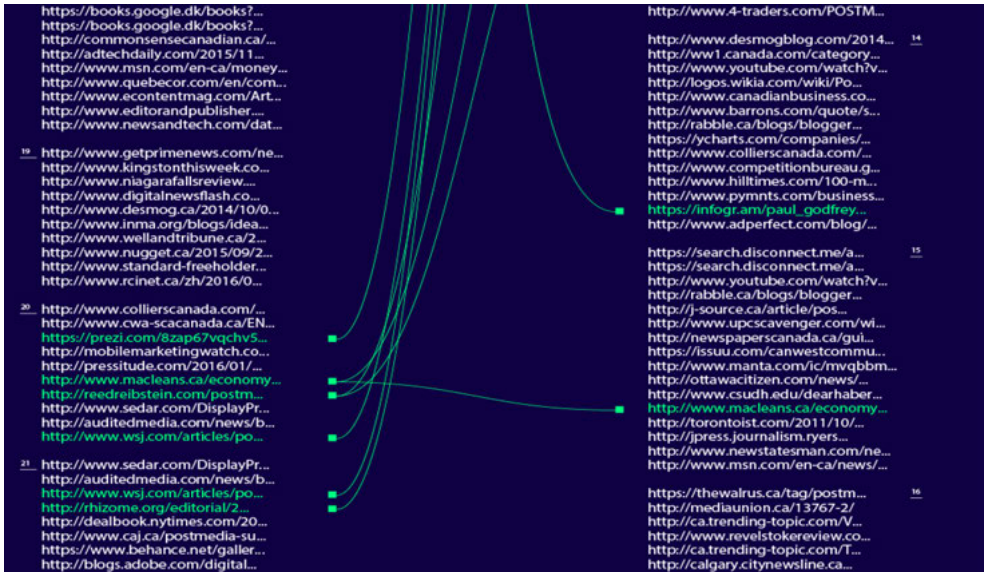 https://books.google.dk/books?...
https://books.google.dk/books?...
http://commonsensecanadian.ca/...
http://adtechdaily.com/2015/11...
http://www.msn.com/en-ca/money...
http://www.quebecor.com/en/com...
http://www.econtentmag.com/Art...
http://www.editorandpublisher....
http://www.newsandtech.com/dat...
19 http://www.getprimenews.com/ne...
http://www.kingstonthisweek.co...
http://www.niagarafallsreview....
http://www.digitalnewsflash.co...
http://www.desmog.ca/2014/10/0...
http://www.inma.org/blogs/idea...
http://www.wellandtribune.ca/2...
http://www.nugget.ca/2015/09/2...
http://www.standard-freeholder...
http://www.rcinet.ca/zh/2016/0...
20 http://www.collierscanada.com/...
http://www.cwa-scacanada.ca/EN...
https://prezi.com/8zap67vqchv5...
http://mobilemarketingwatch.co...
http://pressitude.com/2016/01/...
http://www.macleans.ca/economy...
http://reedreibstein.com/postm...
http://www.sedar.com/DisplayPr...
http://auditedmedia.com/news/b...
http://www.wsj.com/articles/po...
21 http://www.sedar.com/DisplayPr...
http://auditedmedia.com/news/b...
http://www.wsj.com/articles/po...
http://rhizome.org/editorial/2...
http://dealbook.nytimes.com/20...
http://www.caj.ca/postmedia-su...
https://www.behance.net/galler...
http://blogs.adobe.com/digital...
http://www.4-traders.com/POSTM...
http://www.desmogblog.com/2014... 14
http://ww1.canada.com/category...
http://www.youtube.com/watch?v...
http://logos.wikia.com/wiki/Po...
http://www.canadianbusiness.co...
http://www.barrons.com/quote/s...
http://rabble.ca/blogs/blogger...
https://ycharts.com/companies/...
http://www.collierscanada.com/...
http://www.competitionbureau.g...
http://www.hilltimes.com/100-m...
http://www.pymnts.com/business...
https://infogr.am/paul_godfrey...
http://www.adperfect.com/blog/...
https://search.disconnect.me/a... 15
https://search.disconnect.me/a...
http://www.youtube.com/watch?v...
http://rabble.ca/blogs/blogger...
http://j-source.ca/article/pos...
http://www.upcscavenger.com/wi...
http://newspaperscanada.ca/gui...
https://issuu.com/canwestcommu...
http://www.manta.com/ic/mvqbbm...
http://ottawacitizen.com/news/...
http://www.csudh.edu/dearhaber...
http://www.macleans.ca/economy...
http://torontoist.com/2011/10/...
http://jpress.journalism.ryers...
http://www.newstatesman.com/ne...
http://www.msn.com/en-ca/news/...
https://thewalrus.ca/tag/postm... 16
http://mediaunion.ca/13767-2/
http://ca.trending-topic.com/V...
http://www.revelstokereview.co...
http://ca.trending-topic.com/T...
http://calgary.citynewsline.ca...